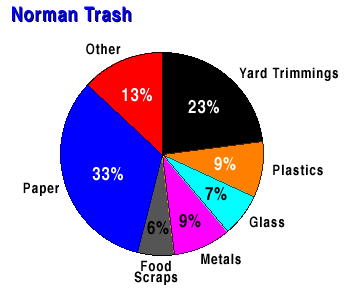 Norman Trash
Other
Yard Trimmings
13%
23%
9%
Plastics
33%
7%
Paper
6%
9%
Glass
Metals
Food
Scraps